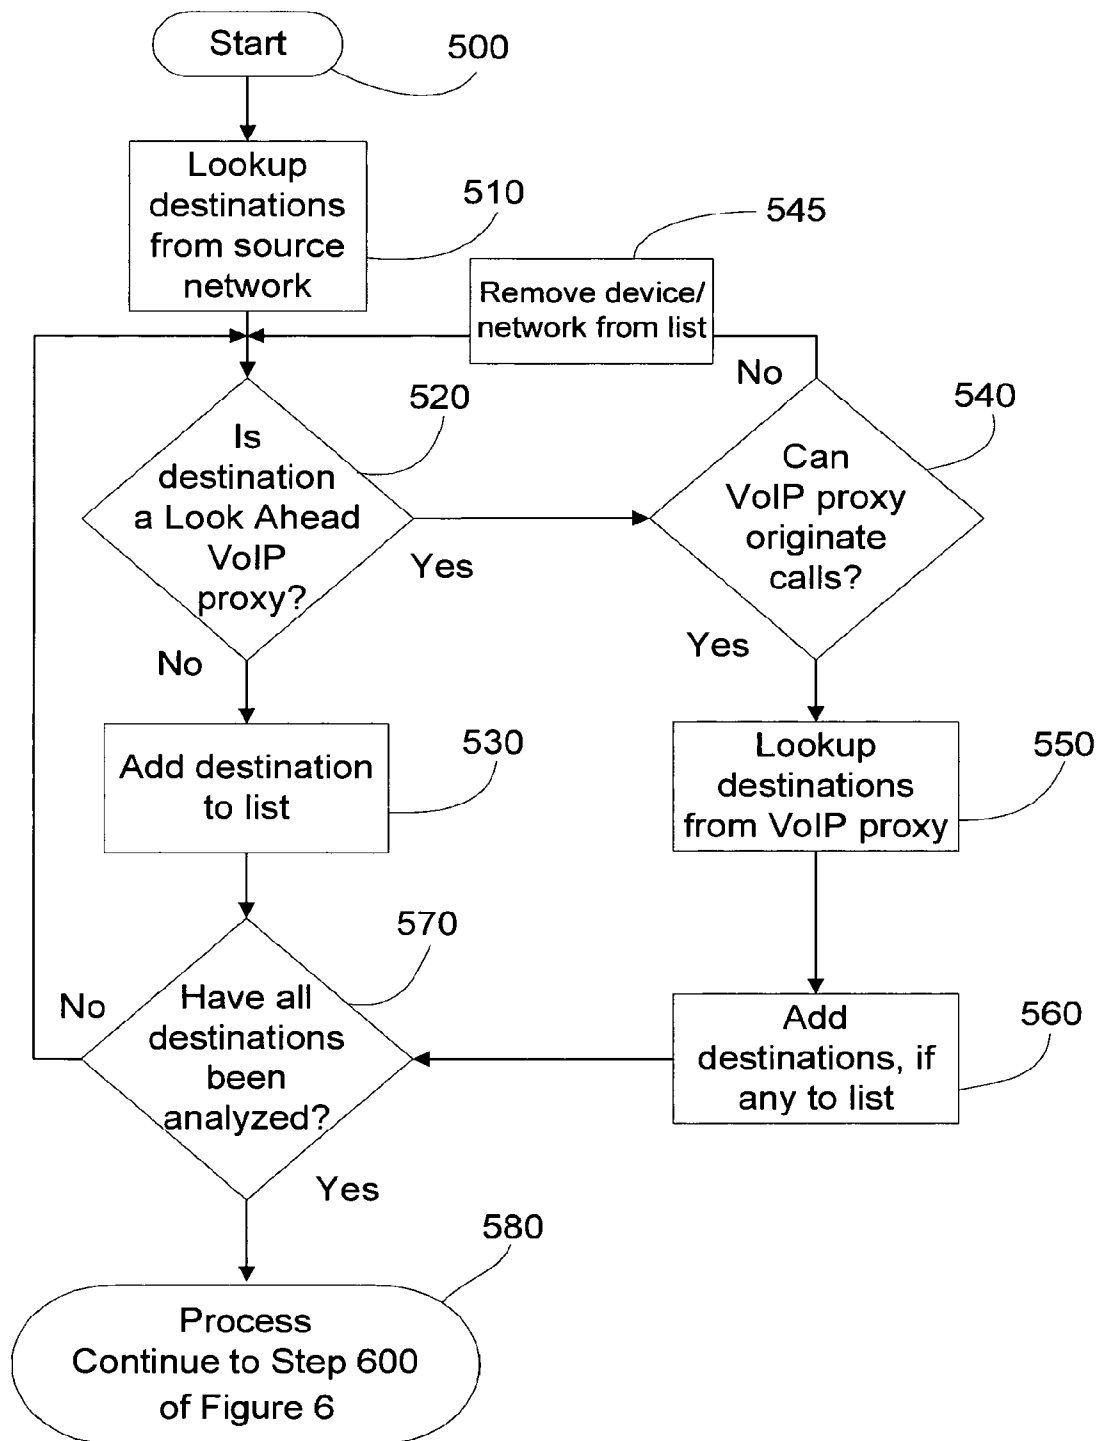 Start
500
Lookup
destinations
from source
network
510
545
Remove device/
network from list
No
520
Is
destination
a Look Ahead
VoIP
proxy?
Yes
540
Can
VoIP proxy
originate
calls?
Yes
No
530
Add destination
to list
550
Lookup
destinations
from VoIP proxy
570
No
Have all
destinations
been
analyzed?
560
Add
destinations, if
any to list
Yes
580
Process
Continue to Step 600
of Figure 6